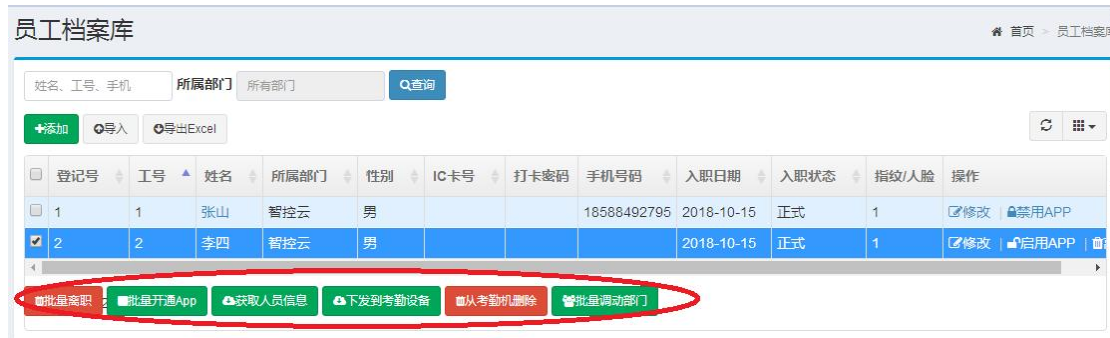 员工档案库
首页 > 员工档案库
姓名、工号、手机 所属部门 所有部门 查询
添加 导入 导出Excel
登记号 工号 姓名 所属部门 性别 IC卡号 打卡密码 手机号码 入职日期 入职状态 指纹/人脸 操作
1 1 张山 智控云 男 18588492795 2018-10-15 正式 1 修改 | 禁用APP
2 2 李四 智控云 男 2018-10-15 正式 1 修改 | 启用APP |
批量离职 批量开通App 获取人员信息 下发到考勤设备 从考勤机删除 批量调动部门